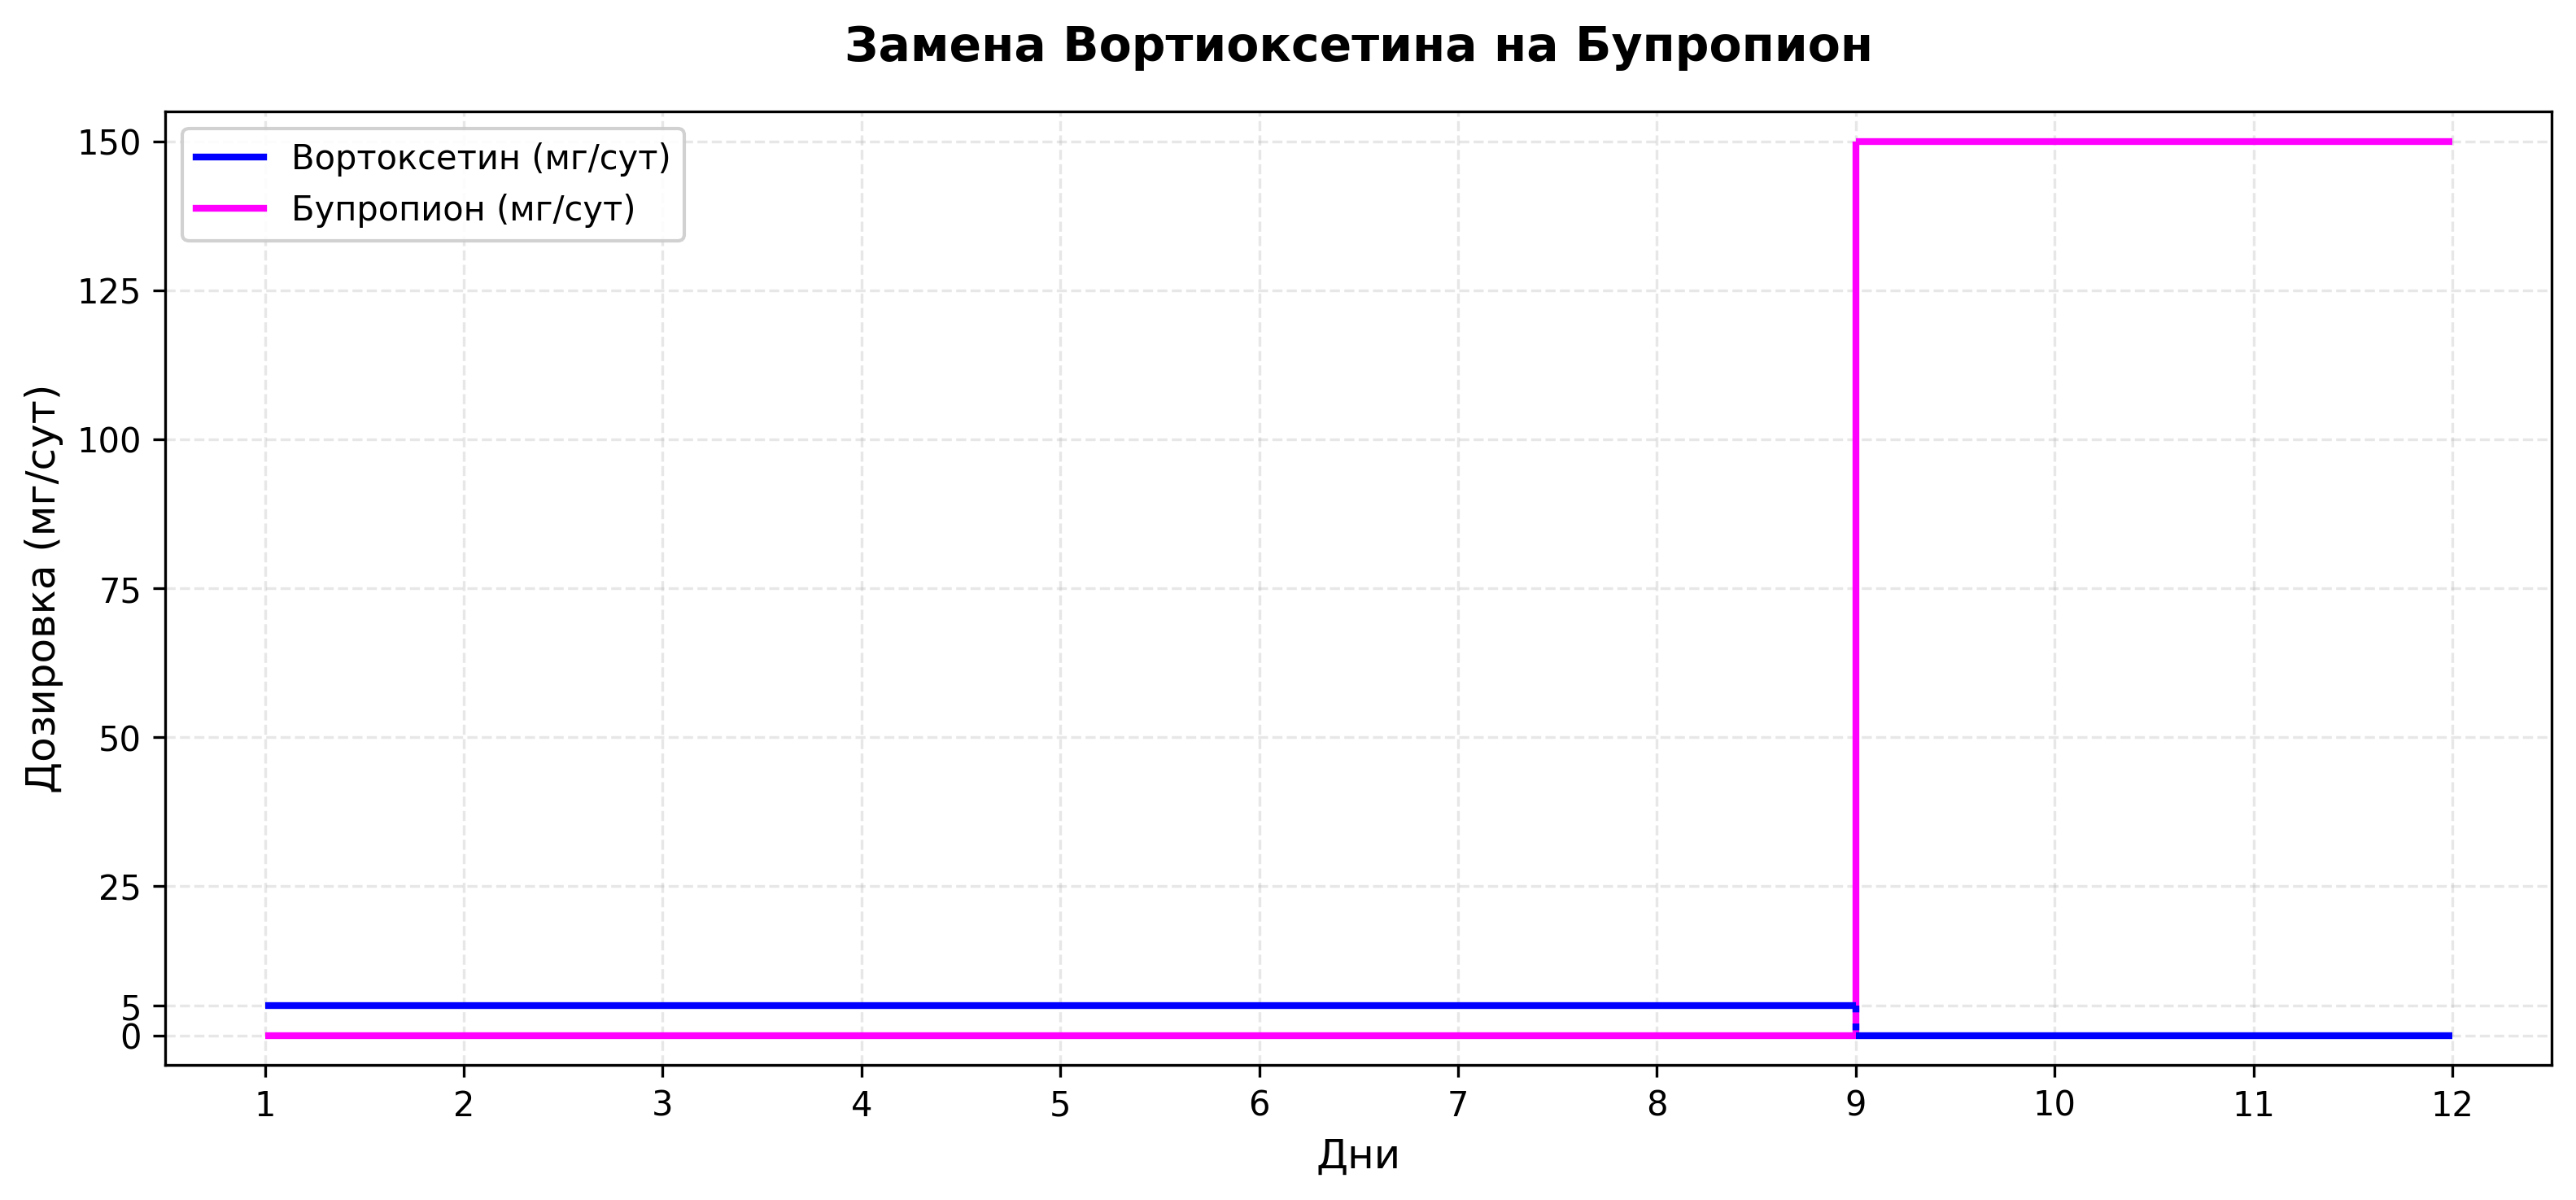 Замена Вортиоксетина на Бупропион
Вортоксетин (мг/сут)
Бупропион (мг/сут)
Дозировка (мг/сут)
150
125
100
75
50
25
5
0
1 2 3 4 5 6 7 8 9 10 11 12
Дни